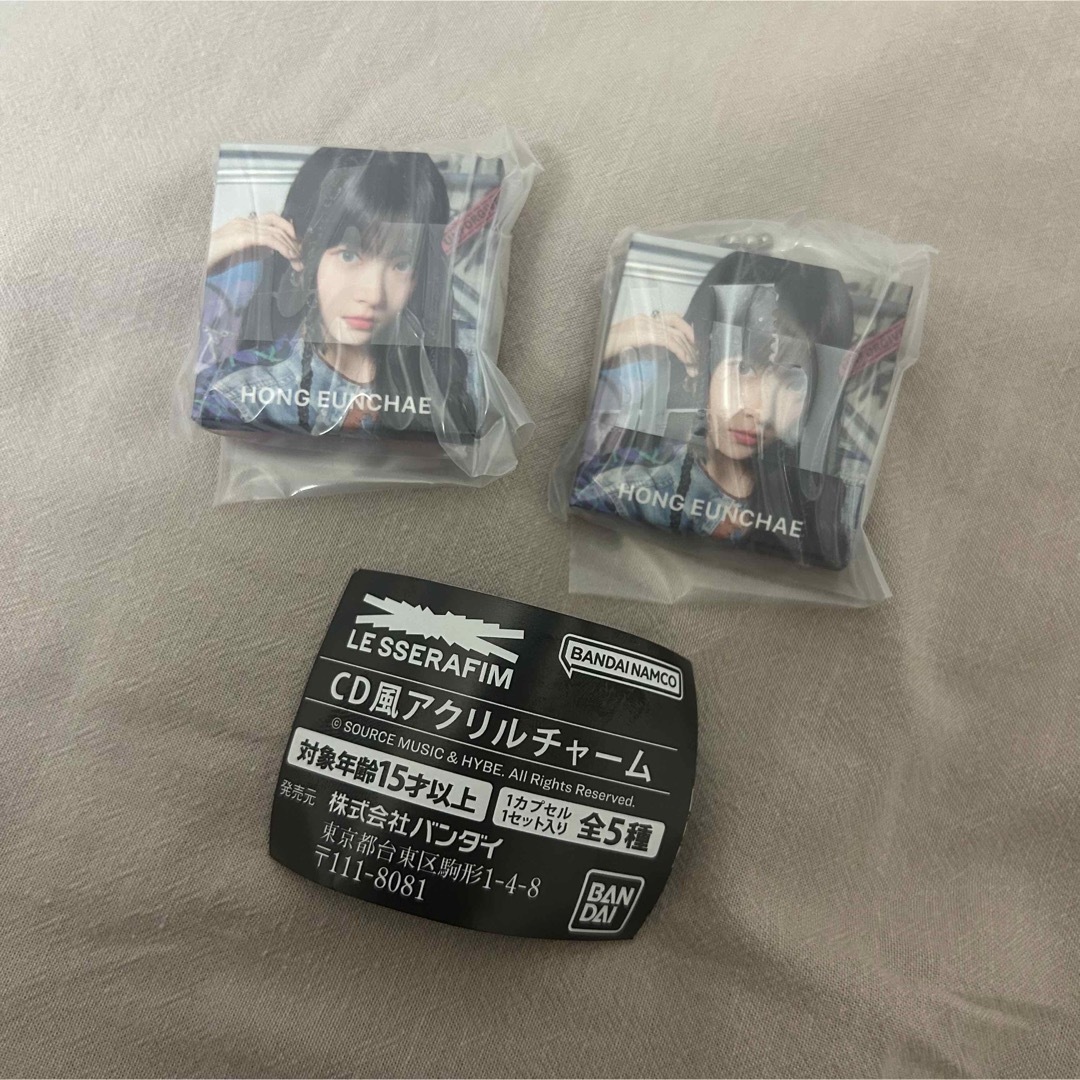 HONG EUNCHAE
HONG EUNCHAE
LE SSERAFIM
BANDAI NAMCO
CD風アクリルチャーム
© SOURCE MUSIC & HYBE. All Rights Reserved.
対象年齢15才以上
1カプセル
1セット入り
全5種
発売元 株式会社バンダイ
東京都台東区駒形1-4-8
〒111-8081
BAN
DAI